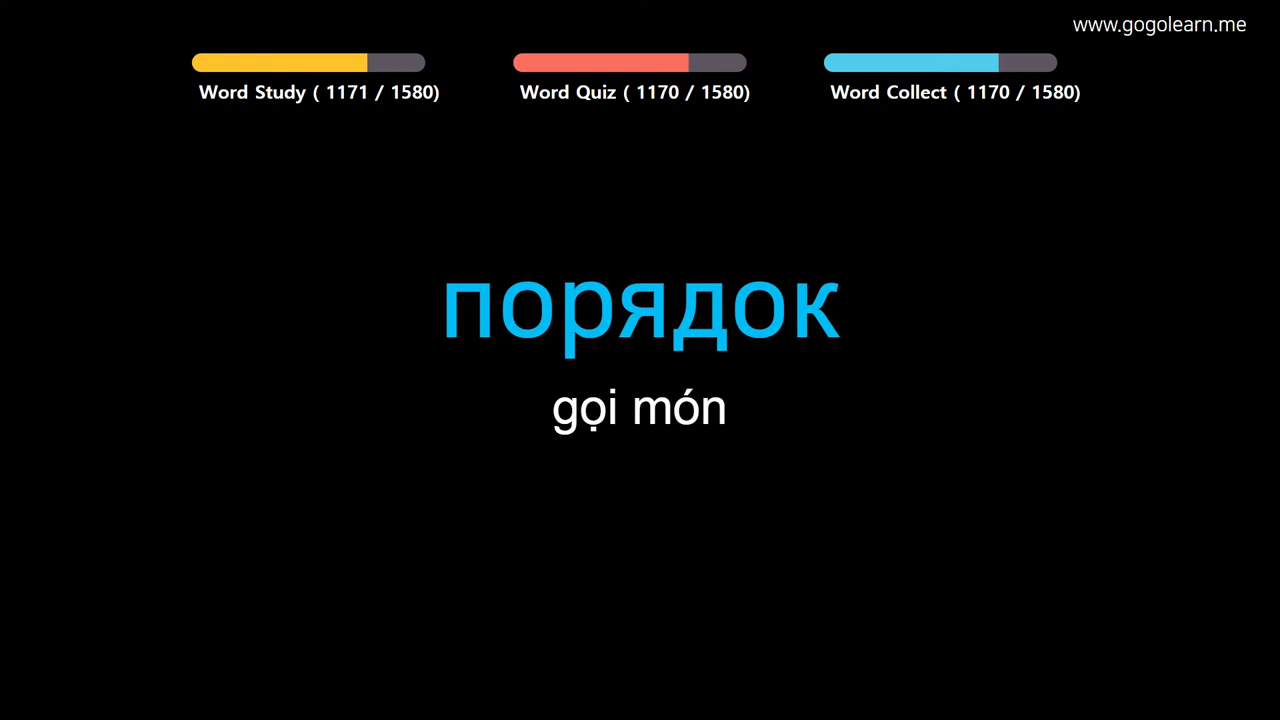 www.gogolearn.me
Word Study ( 1171 / 1580)
Word Quiz ( 1170 / 1580)
Word Collect ( 1170 / 1580)
порядок
gọi món